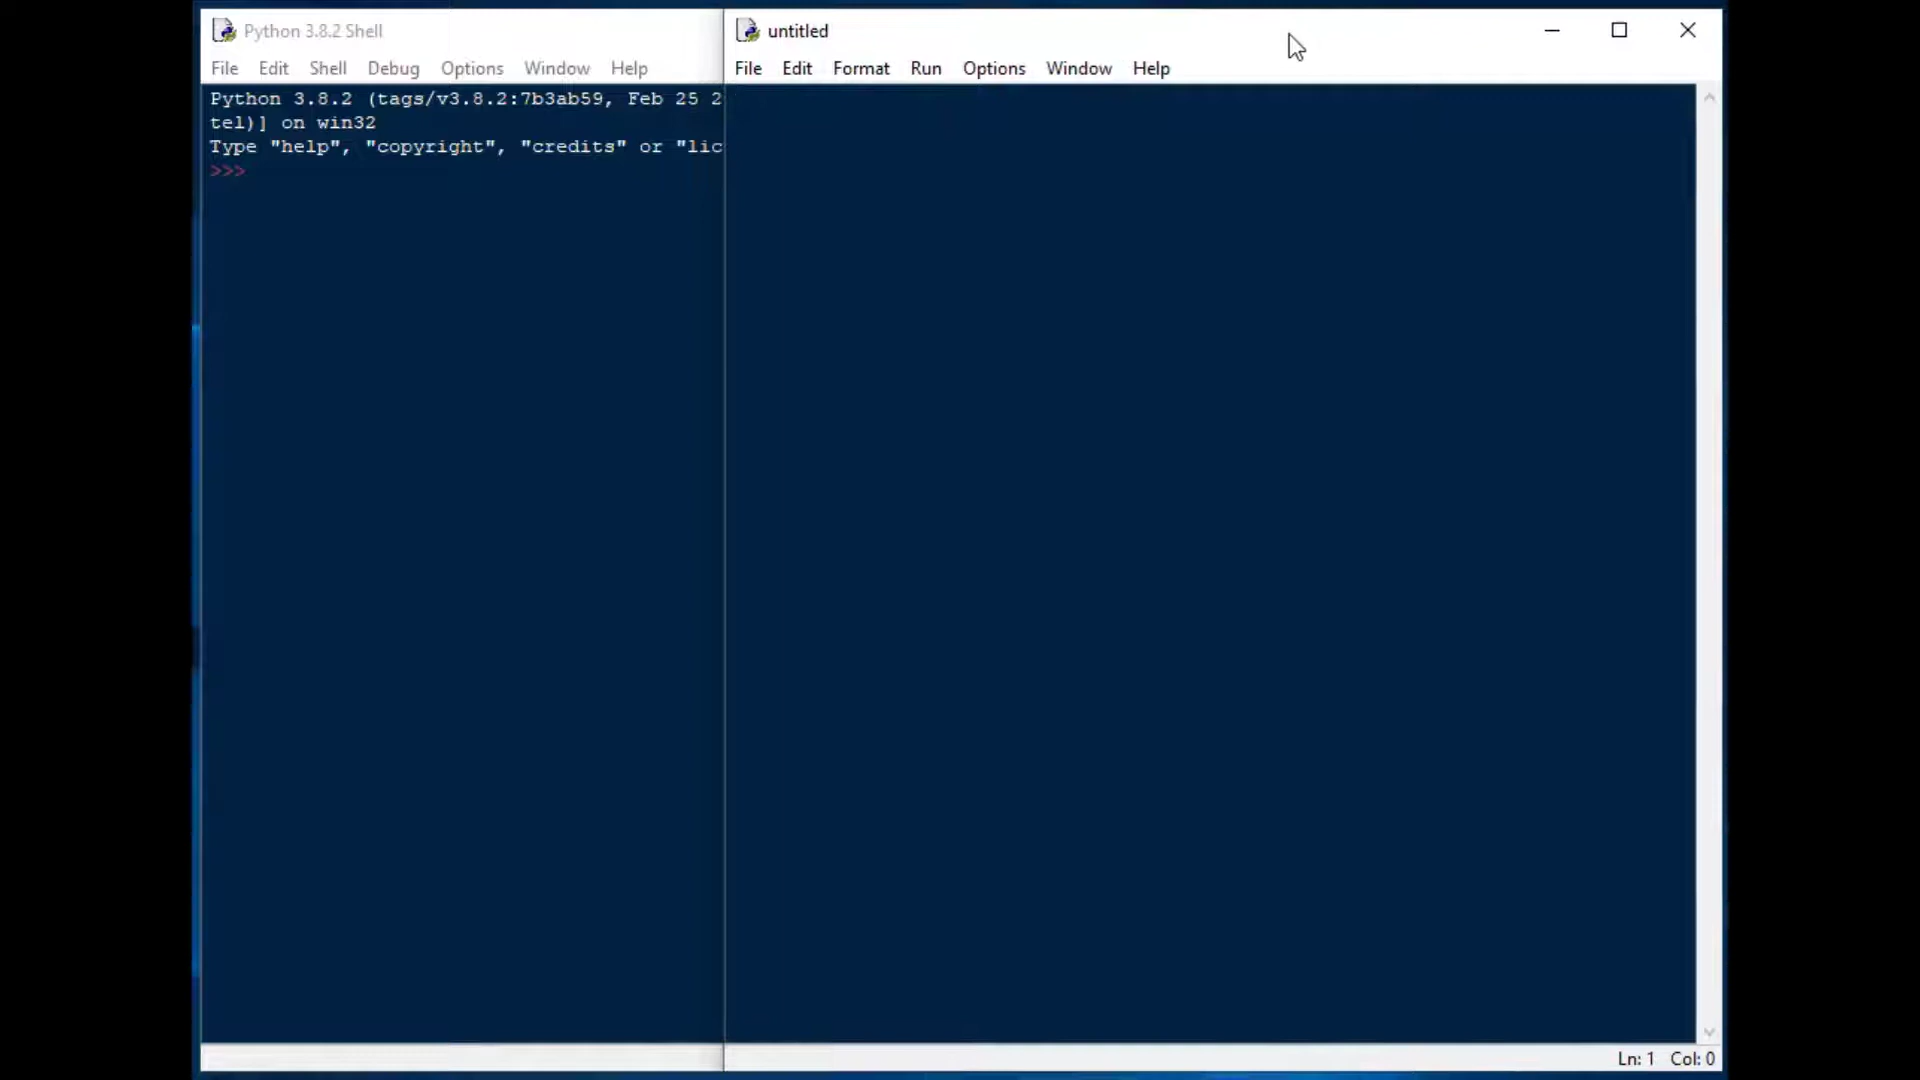 Python 3.8.2 Shell
File Edit Shell Debug Options Window Help
Python 3.8.2 (tags/v3.8.2:7b3ab59, Feb 25 2
tel)] on win32
Type "help", "copyright", "credits" or "lic
>>>
untitled
File Edit Format Run Options Window Help
Ln: 1 Col: 0